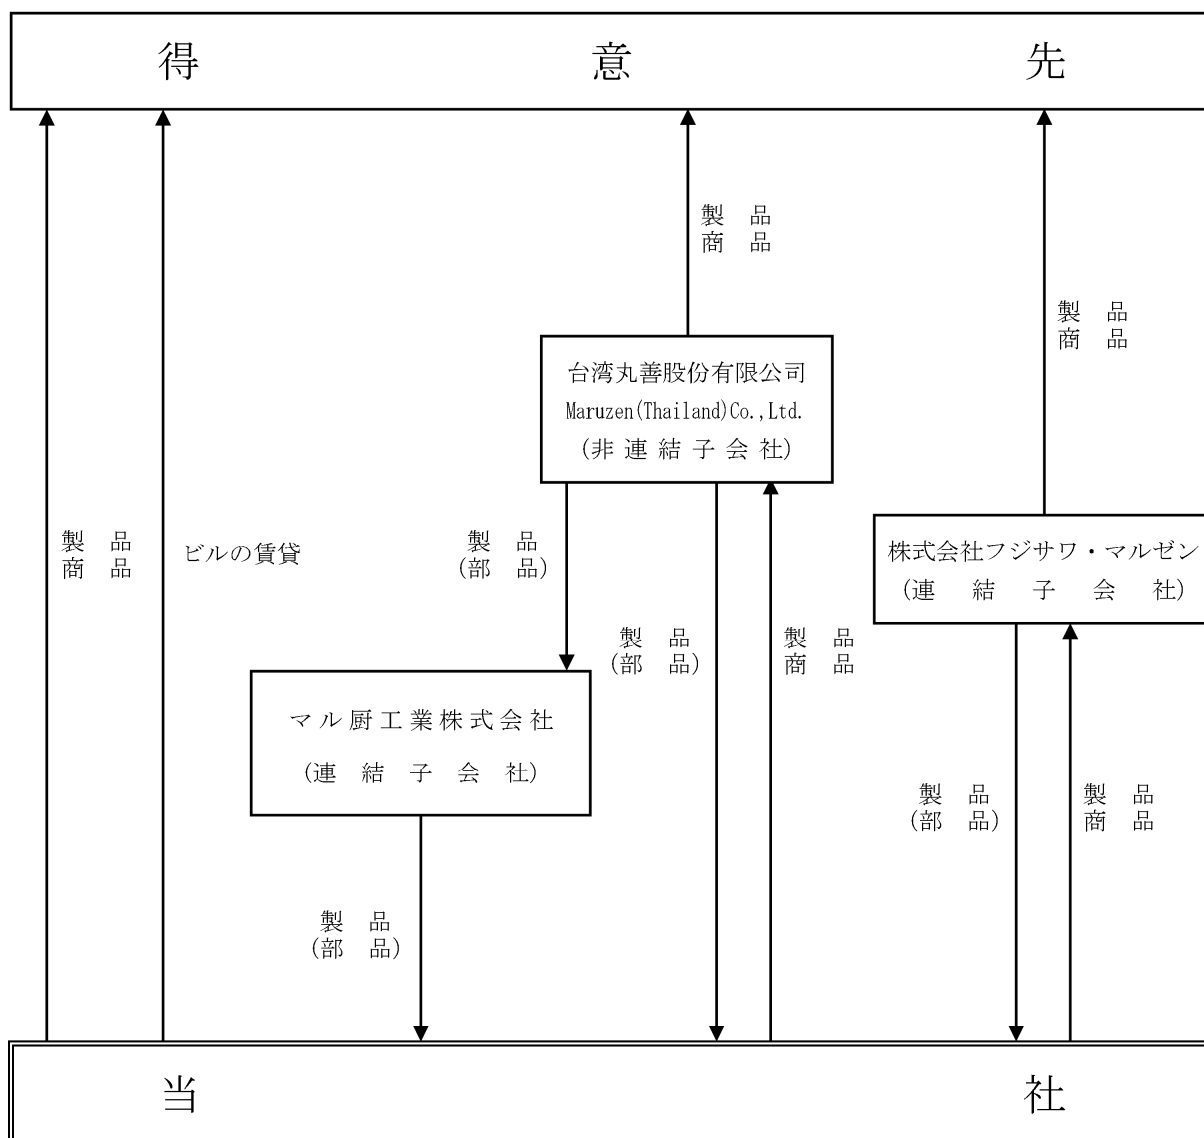 得意先
製品
商品
製品
商品
台湾丸善股份有限公司
Maruzen(Thailand)Co.,Ltd.
(非連結子会社)
製品
商品
ビルの賃貸
製品
(部品)
株式会社フジサワ・マルゼン
(連結子会社)
製品
(部品)
製品
商品
マル厨工業株式会社
(連結子会社)
製品
(部品)
製品
商品
製品
(部品)
当社